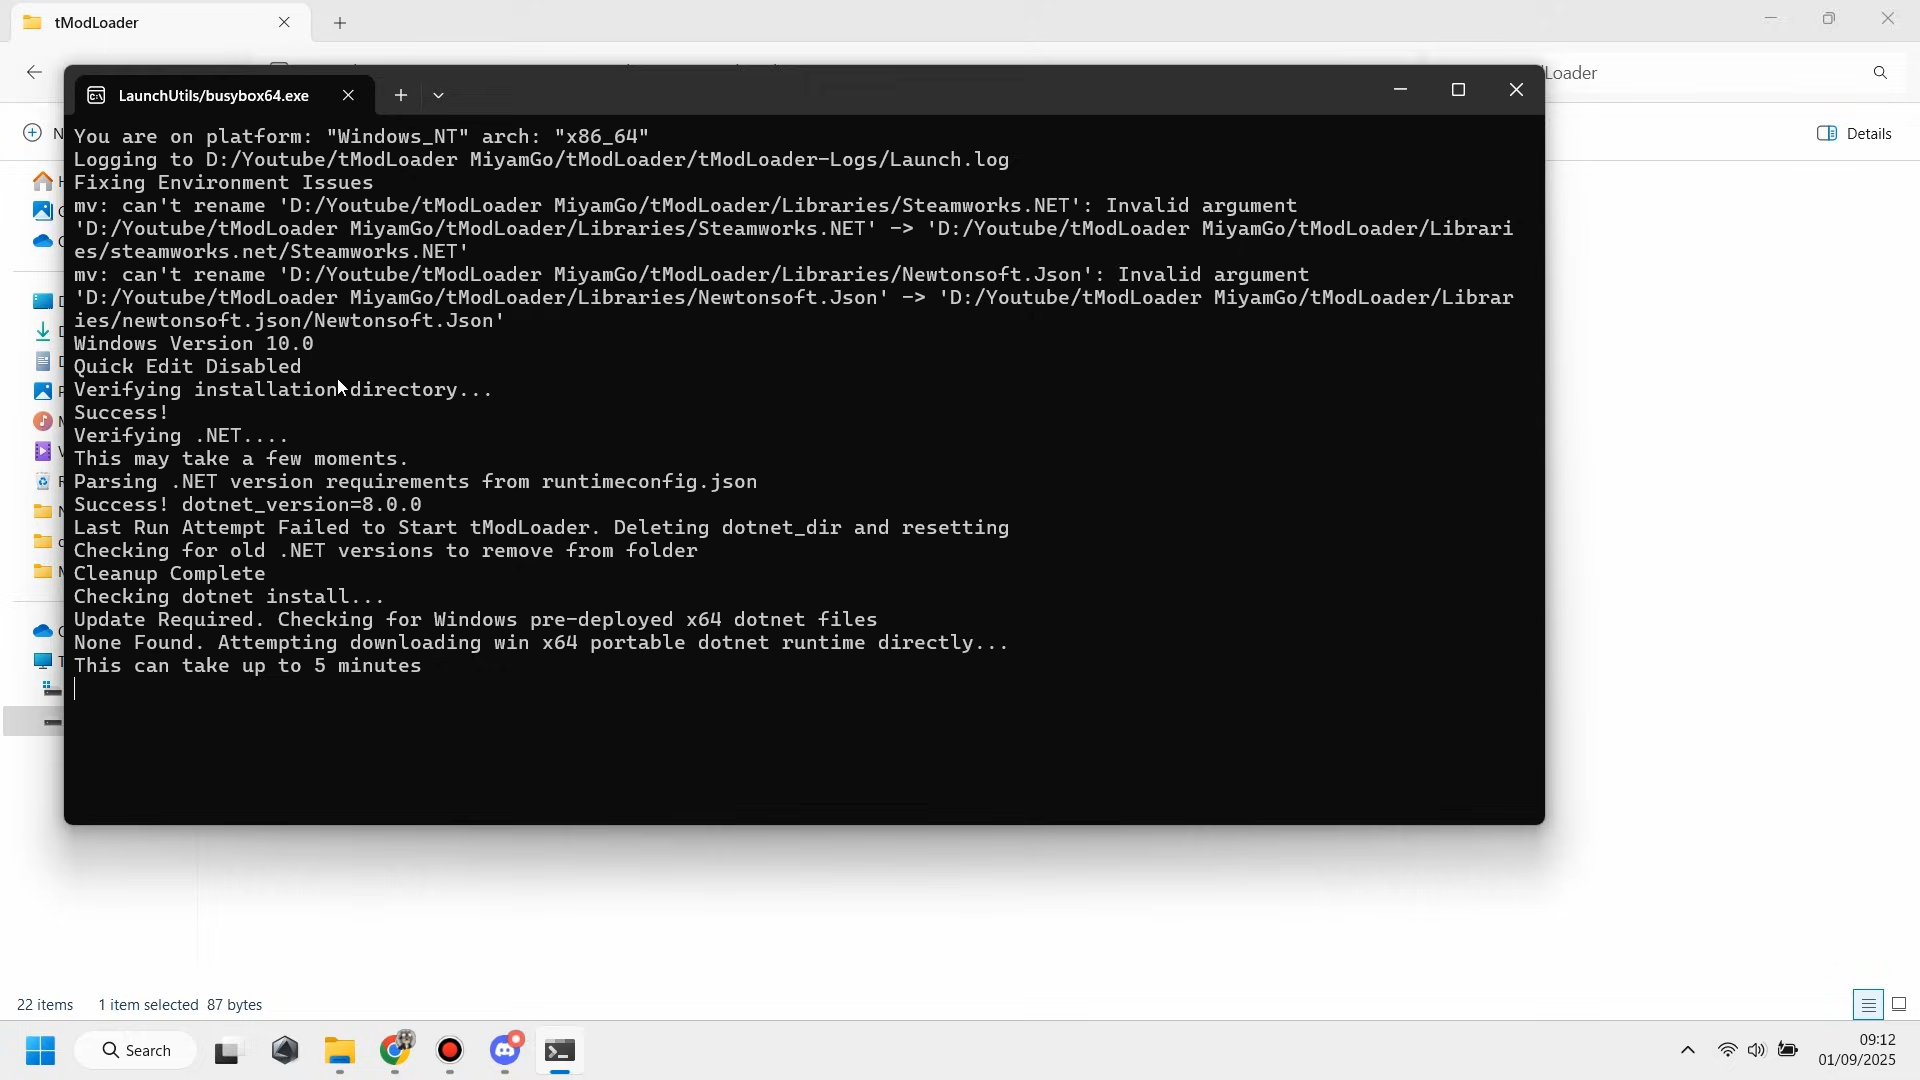 tModLoader
Loader
LaunchUtils/busybox64.exe
Details
You are on platform: "Windows_NT" arch: "x86_64"
Logging to D:/Youtube/tModLoader MiyamGo/tModLoader/tModLoader-Logs/Launch.log
Fixing Environment Issues
mv: can't rename 'D:/Youtube/tModLoader MiyamGo/tModLoader/Libraries/Steamworks.NET': Invalid argument
'D:/Youtube/tModLoader MiyamGo/tModLoader/Libraries/Steamworks.NET' -> 'D:/Youtube/tModLoader MiyamGo/tModLoader/Librari
es/steamworks.net/Steamworks.NET'
mv: can't rename 'D:/Youtube/tModLoader MiyamGo/tModLoader/Libraries/Newtonsoft.Json': Invalid argument
'D:/Youtube/tModLoader MiyamGo/tModLoader/Libraries/Newtonsoft.Json' -> 'D:/Youtube/tModLoader MiyamGo/tModLoader/Librar
ies/newtonsoft.json/Newtonsoft.Json'
Windows Version 10.0
Quick Edit Disabled
Verifying installation directory...
Success!
Verifying .NET....
This may take a few moments.
Parsing .NET version requirements from runtimeconfig.json
Success! dotnet_version=8.0.0
Last Run Attempt Failed to Start tModLoader. Deleting dotnet_dir and resetting
Checking for old .NET versions to remove from folder
Cleanup Complete
Checking dotnet install...
Update Required. Checking for Windows pre-deployed x64 dotnet files
None Found. Attempting downloading win x64 portable dotnet runtime directly...
This can take up to 5 minutes
22 items 1 item selected 87 bytes
Search
09:12
01/09/2025